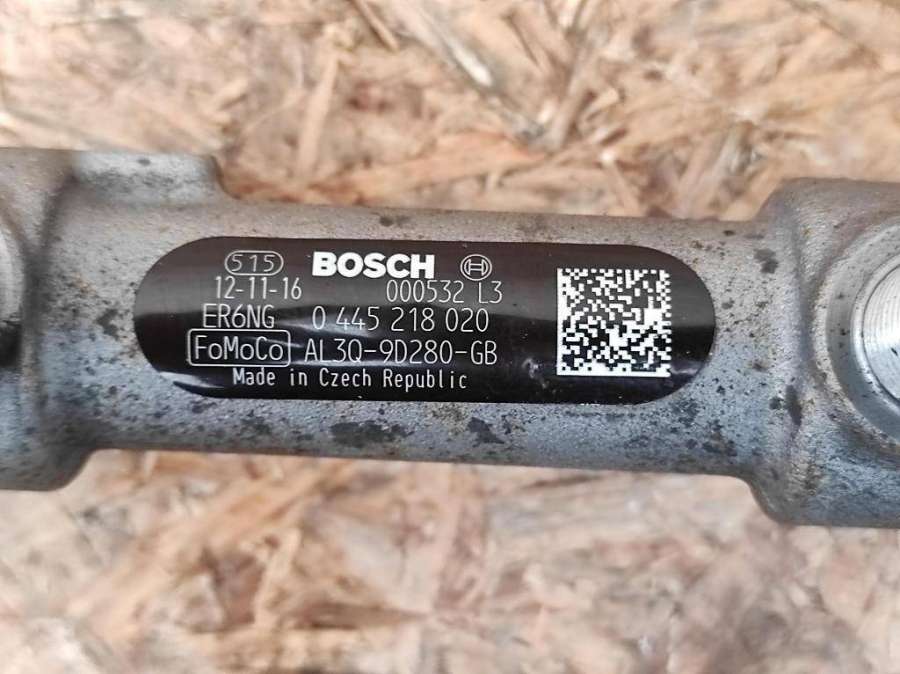 515 BOSCH
12-11-16 000532 L3
ER6NG 0 445 218 020
FoMoCo AL3Q-9D280-GB
Made in Czech Republic